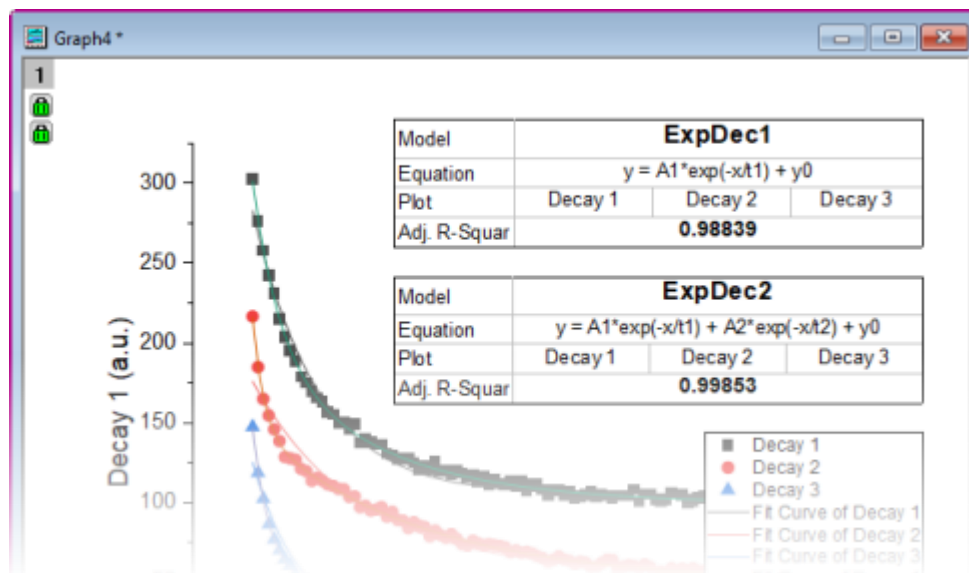 Graph4 *
1
Model ExpDec1
Equation y = A1*exp(-x/t1) + y0
Plot Decay 1 Decay 2 Decay 3
Adj. R-Squar 0.98839
Model ExpDec2
Equation y = A1*exp(-x/t1) + A2*exp(-x/t2) + y0
Plot Decay 1 Decay 2 Decay 3
Adj. R-Squar 0.99853
Decay 1 (a.u.)
300
250
200
150
100
Decay 1
Decay 2
Decay 3
Fit Curve of Decay 1
Fit Curve of Decay 2
Fit Curve of Decay 3